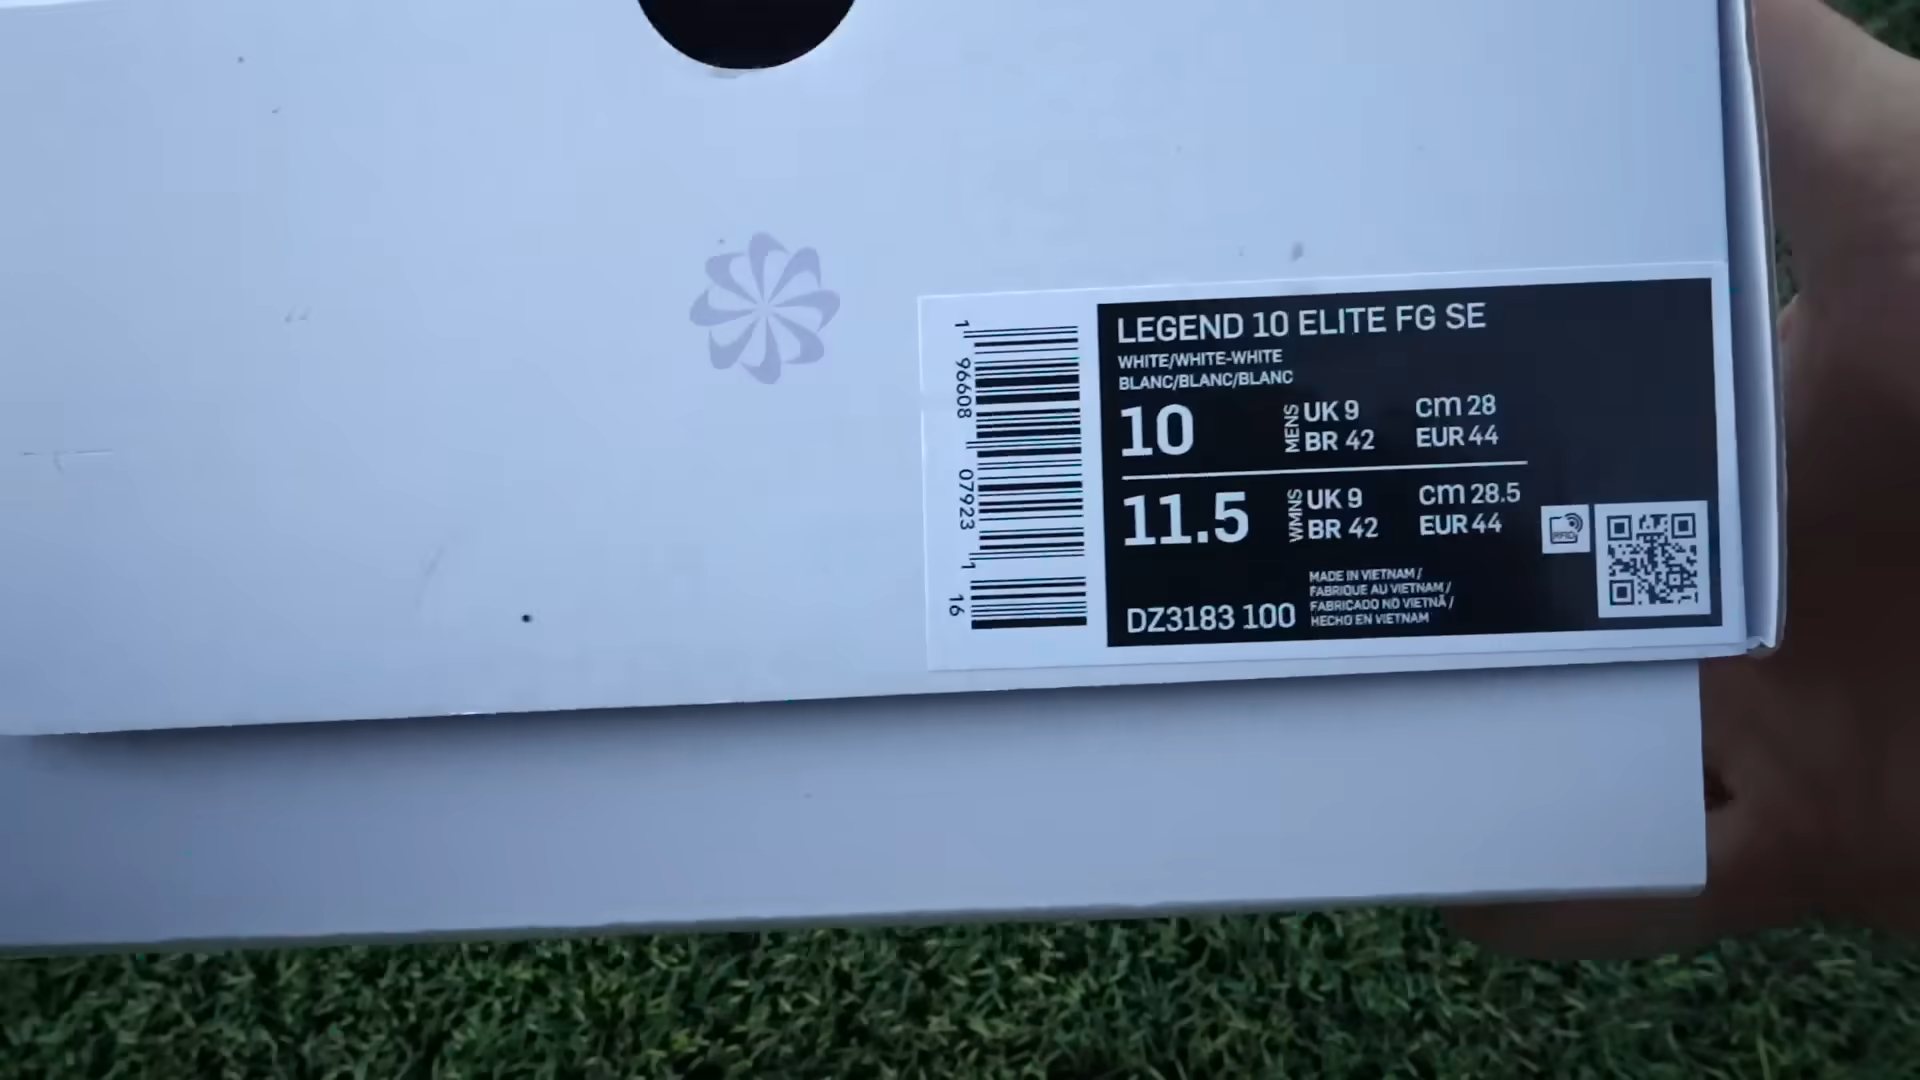 LEGEND 10 ELITE FG SE
WHITE/WHITE-WHITE
BLANC/BLANC/BLANC
10 MENS UK 9 cm 28
BR 42 EUR 44
11.5 WMNS UK 9 cm 28.5
BR 42 EUR 44
MADE IN VIETNAM /
FABRIQUE AU VIETNAM /
FABRICADO NO VIETNÃ /
HECHO EN VIETNAM
DZ3183 100
RFID
1 96608 07923 1 16